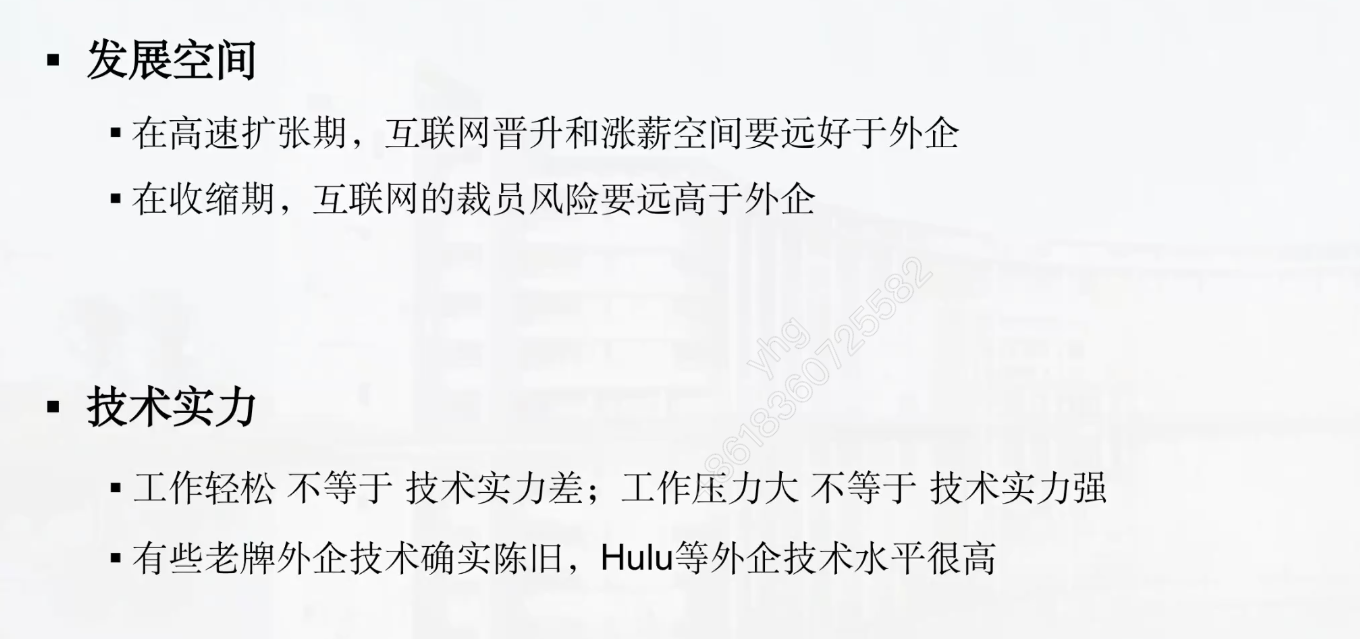 ▪ 发展空间
▪ 在高速扩张期，互联网晋升和涨薪空间要远好于外企
▪ 在收缩期，互联网的裁员风险要远高于外企
yhg
8618360725582
▪ 技术实力
▪ 工作轻松 不等于 技术实力差；工作压力大 不等于 技术实力强
▪ 有些老牌外企技术确实陈旧，Hulu等外企技术水平很高